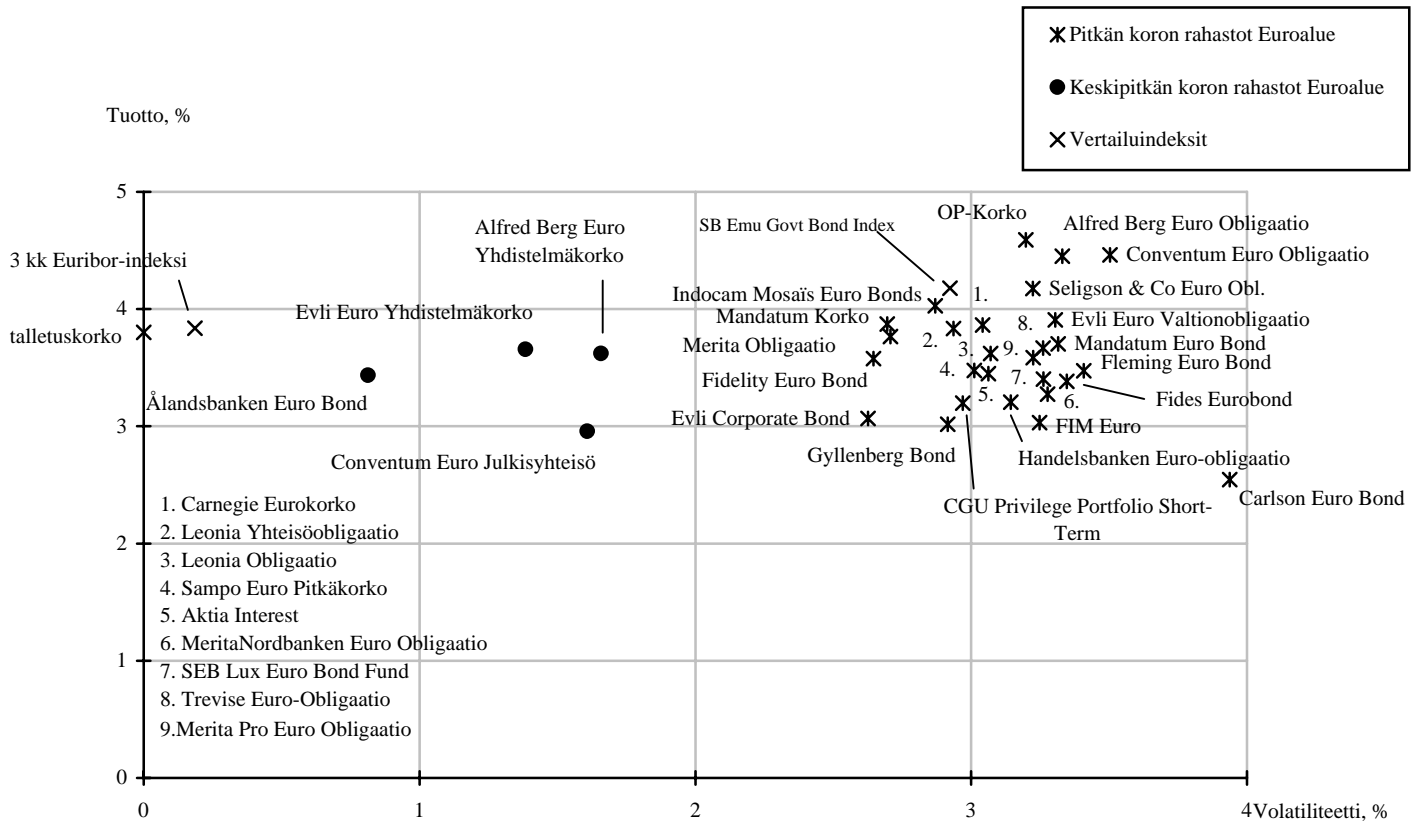 Pitkän koron rahastot Euroalue
Keskipitkän koron rahastot Euroalue
Vertailuindeksit
Tuotto, %
5
4
3
2
1
0
0
1
2
3
4
Volatiliteetti, %
3 kk Euribor-indeksi
talletuskorko
Ålandsbanken Euro Bond
Evli Euro Yhdistelmäkorko
Alfred Berg Euro
Yhdistelmäkorko
Conventum Euro Julkisyhteisö
SB Emu Govt Bond Index
OP-Korko
Alfred Berg Euro Obligaatio
Conventum Euro Obligaatio
Indocam Mosaïs Euro Bonds
1.
Seligson & Co Euro Obl.
Mandatum Korko
8.
Evli Euro Valtionobligaatio
Merita Obligaatio
2.
3.
9.
Mandatum Euro Bond
Fidelity Euro Bond
4.
7.
Fleming Euro Bond
5.
6.
Fides Eurobond
Evli Corporate Bond
FIM Euro
Gyllenberg Bond
Handelsbanken Euro-obligaatio
Carlson Euro Bond
CGU Privilege Portfolio Short-
Term
1. Carnegie Eurokorko
2. Leonia Yhteisöobligaatio
3. Leonia Obligaatio
4. Sampo Euro Pitkäkorko
5. Aktia Interest
6. MeritaNordbanken Euro Obligaatio
7. SEB Lux Euro Bond Fund
8. Trevise Euro-Obligaatio
9.Merita Pro Euro Obligaatio